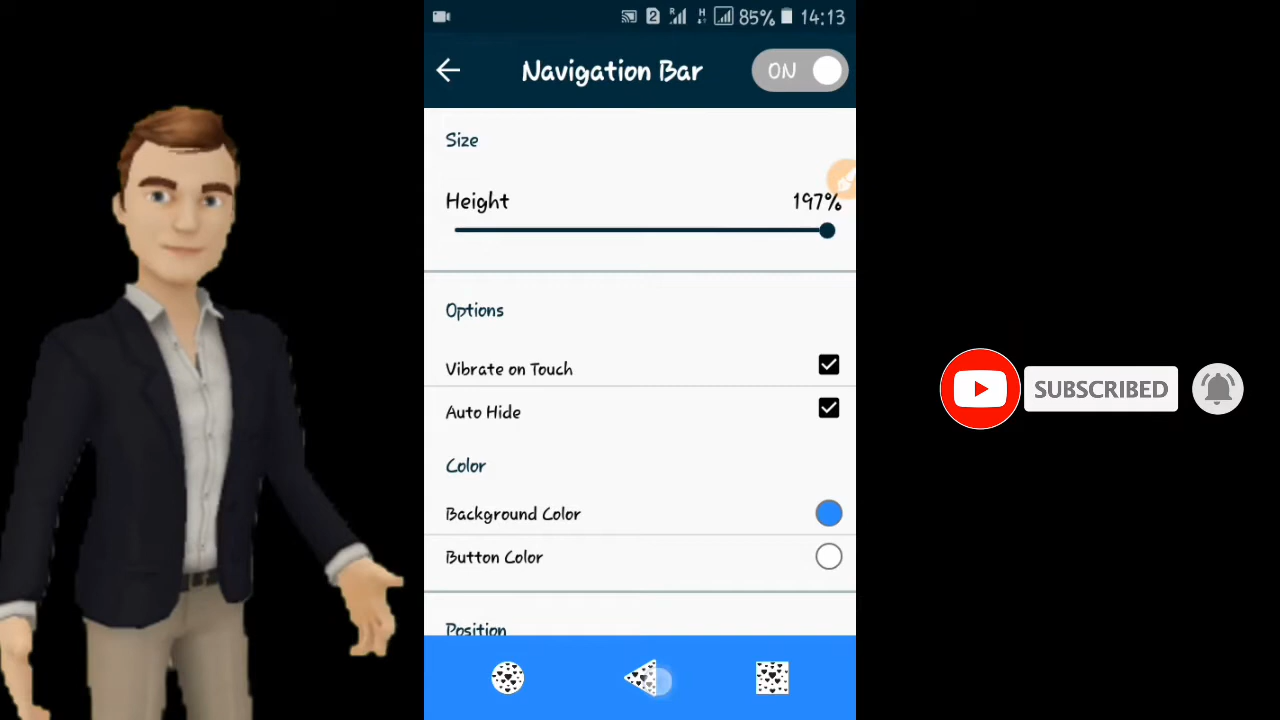 2 R H 85% 14:13
Navigation Bar ON
Size
Height 197%
Options
Vibrate on Touch
Auto Hide
Color
Background Color
Button Color
Position
SUBSCRIBED